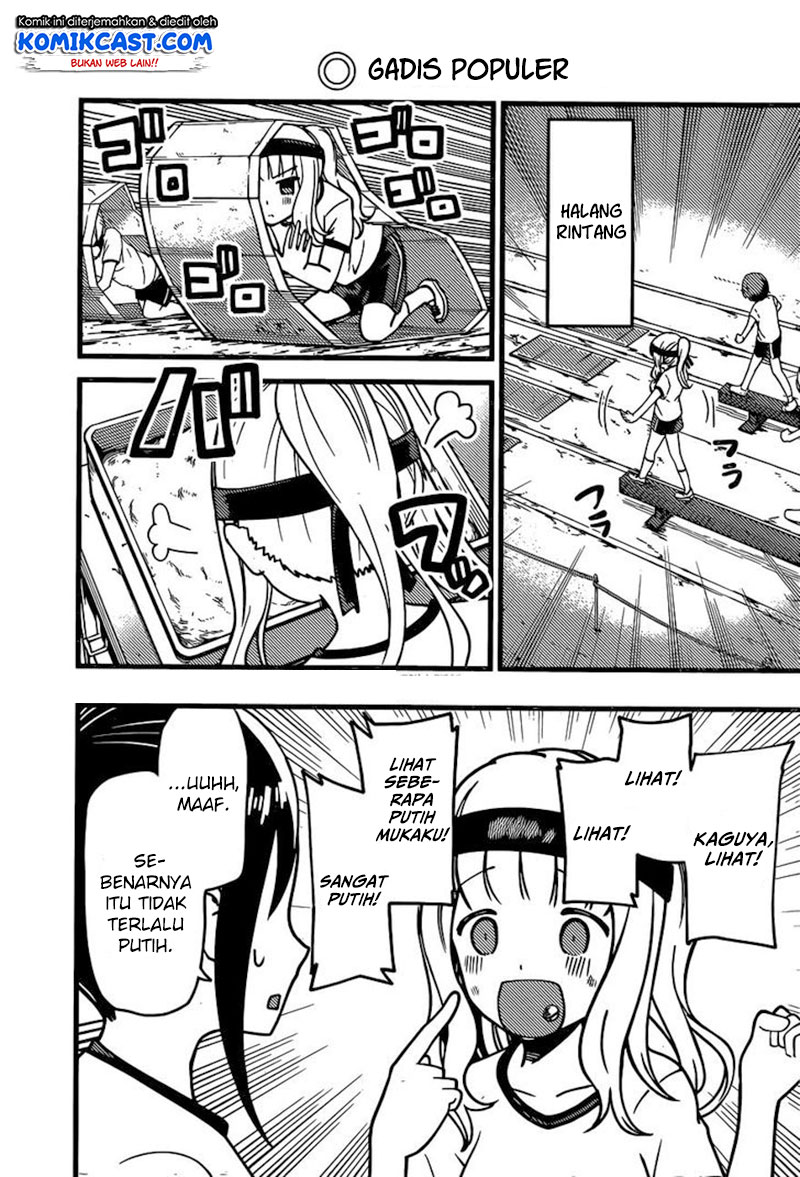 Komik ini diterjemahkan & diedit oleh
KOMIKCAST.COM
BUKAN WEB LAIN!!
GADIS POPULER
HALANG
RINTANG
フラ
フラ
ゴロ
ゴロ
ゴロ
ゴロ
バッ
KAGUYA,
LIHAT!
LIHAT!
LIHAT!
LIHAT
SEBE-
RAPA
PUTIH
MUKAKU!
SANGAT
PUTIH!
...UUHH,
MAAF.
SE-
BENARNYA
ITU TIDAK
TERLALU
PUTIH.